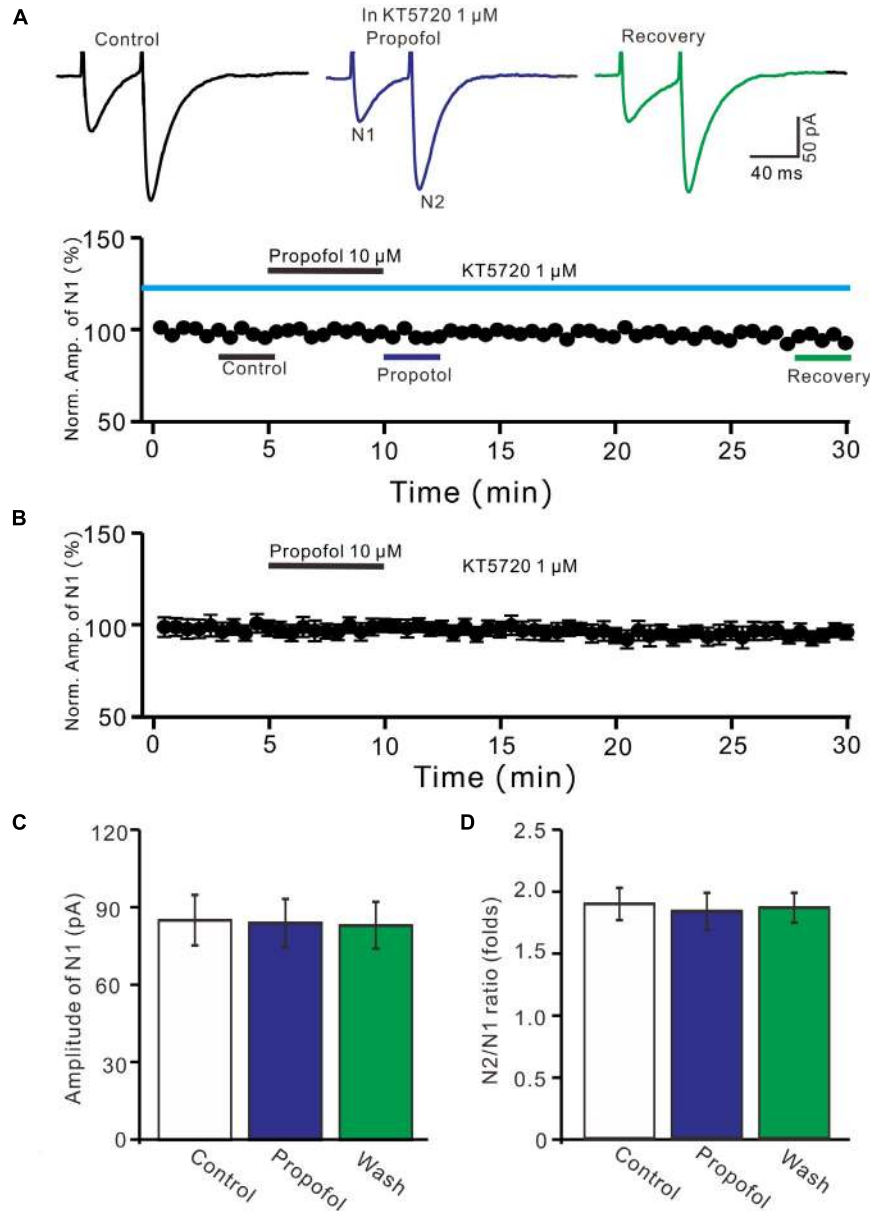 A
In KT5720 1 µM
Control
Propofol
Recovery
N1
N2
50 pA
40 ms
Norm. Amp. of N1 (%)
150
100
50
Propofol 10 µM
KT5720 1 µM
Control
Propotol
Recovery
0 5 10 15 20 25 30
Time (min)
B
Norm. Amp. of N1 (%)
150
100
50
Propofol 10 µM
KT5720 1 µM
0 5 10 15 20 25 30
Time (min)
C
Amplitude of N1 (pA)
120
90
60
30
0
Control
Propofol
Wash
D
N2/N1 ratio (folds)
2.5
2.0
1.5
1.0
0.5
0
Control
Propofol
Wash